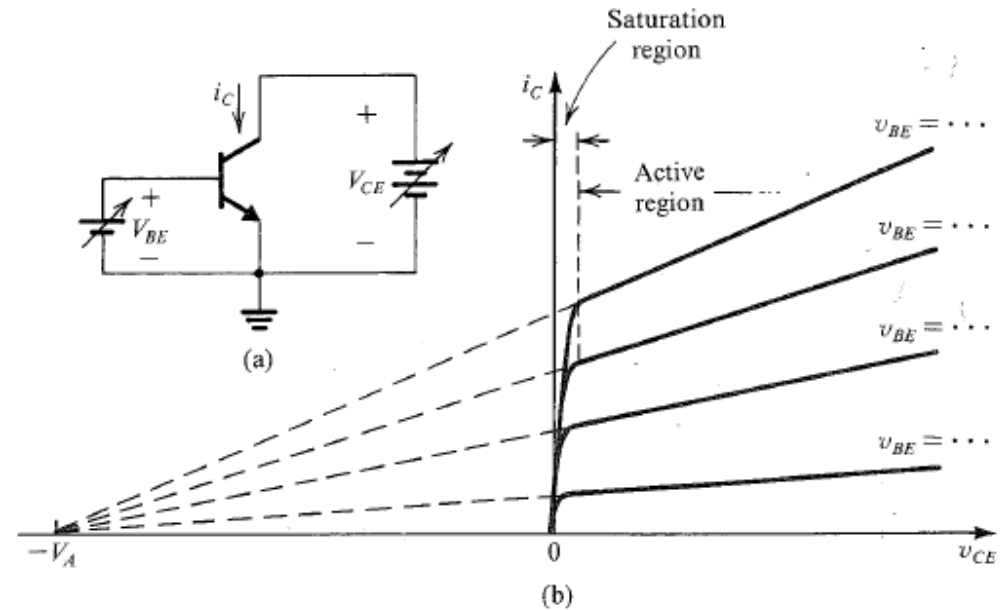 Saturation
region
i_C
i_C
+
V_CE
−
+
V_BE
−
(a)
Active
region
v_BE = ···
v_BE = ···
v_BE = ···
v_BE = ···
−V_A
0
v_CE
(b)